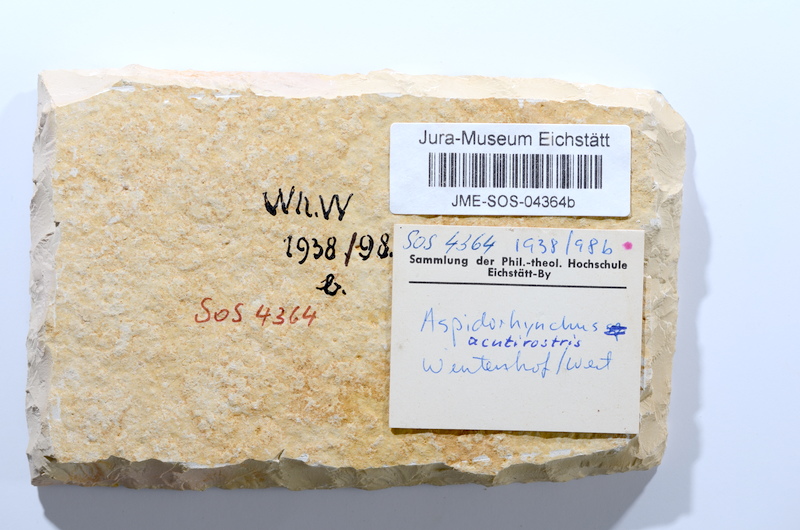 Wh.W
1938/98.
b.
SOS 4364
Jura-Museum Eichstätt
JME-SOS-04364b
SOS 4364 1938/98b
Sammlung der Phil.-theol. Hochschule
Eichstätt-By
Aspidorhynchus
acutirostris
Wintershof/West